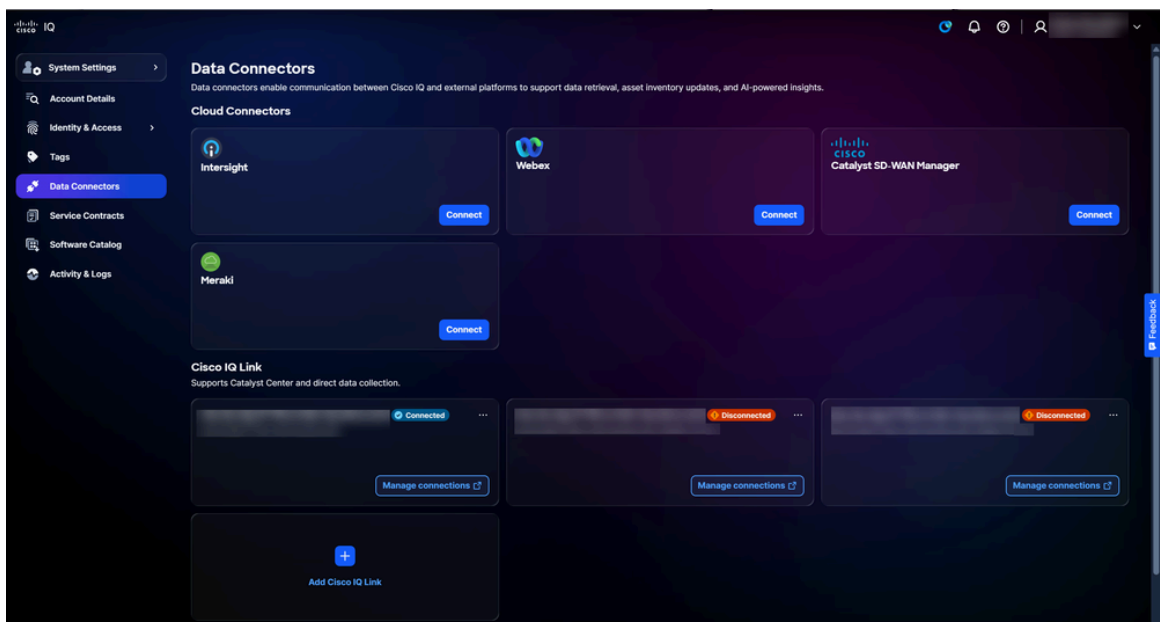 cisco IQ
System Settings
Account Details
Identity & Access
Tags
Data Connectors
Service Contracts
Software Catalog
Activity & Logs
Data Connectors
Data connectors enable communication between Cisco IQ and external platforms to support data retrieval, asset inventory updates, and AI-powered insights.
Cloud Connectors
Intersight
Connect
Webex
Connect
CISCO
Catalyst SD-WAN Manager
Connect
Meraki
Connect
Cisco IQ Link
Supports Catalyst Center and direct data collection.
Connected
Manage connections
Disconnected
Manage connections
Disconnected
Manage connections
Add Cisco IQ Link
Feedback